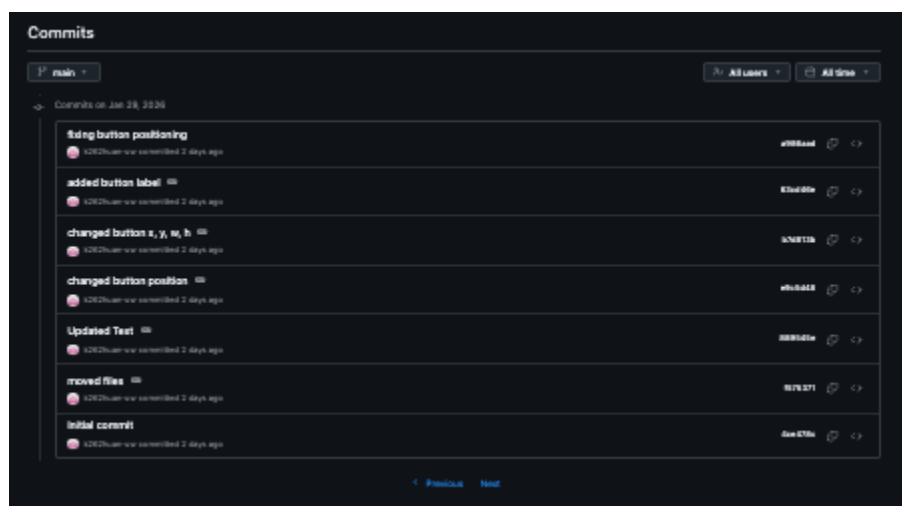 Commits
main
All users
All time
Commits on Jan 29, 2026
fixing button positioning
committed 2 days ago
added button label
committed 2 days ago
changed button x, y, w, h
committed 2 days ago
changed button position
committed 2 days ago
Updated Text
committed 2 days ago
moved files
committed 2 days ago
Initial commit
committed 2 days ago
Previous Next